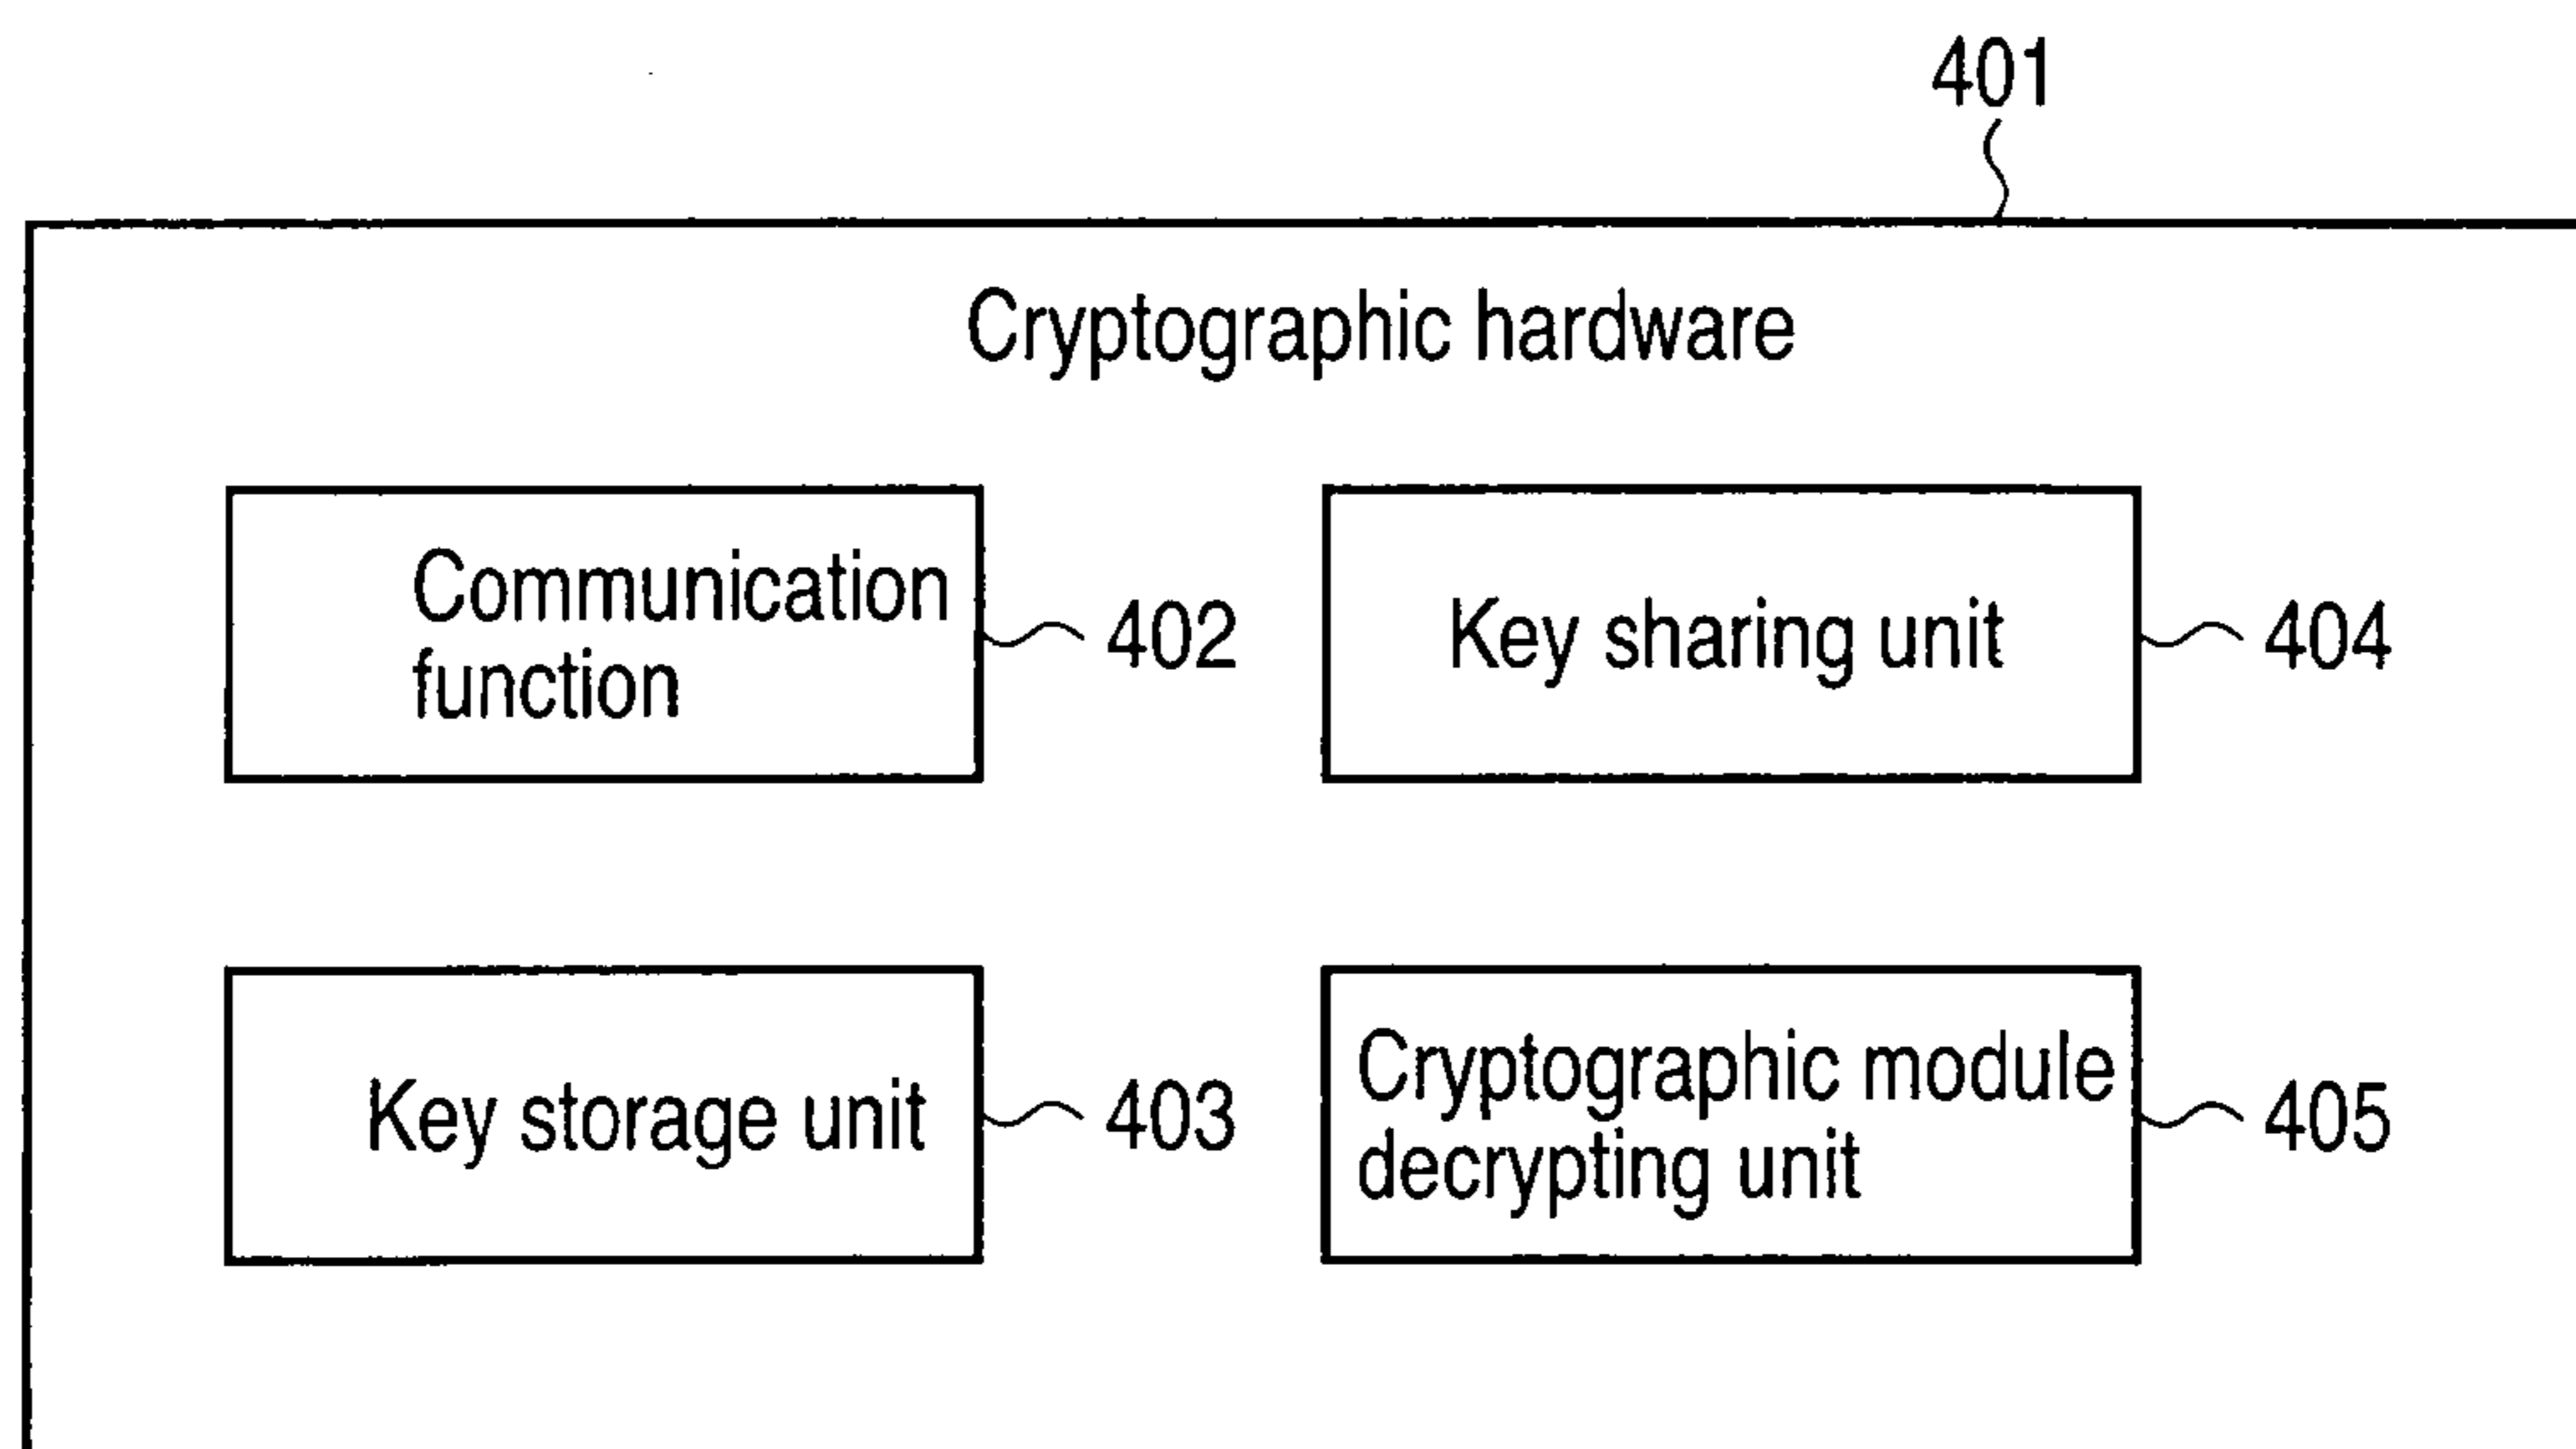 401
Cryptographic hardware
Communication
function
402
Key sharing unit
404
Key storage unit
403
Cryptographic module
decrypting unit
405